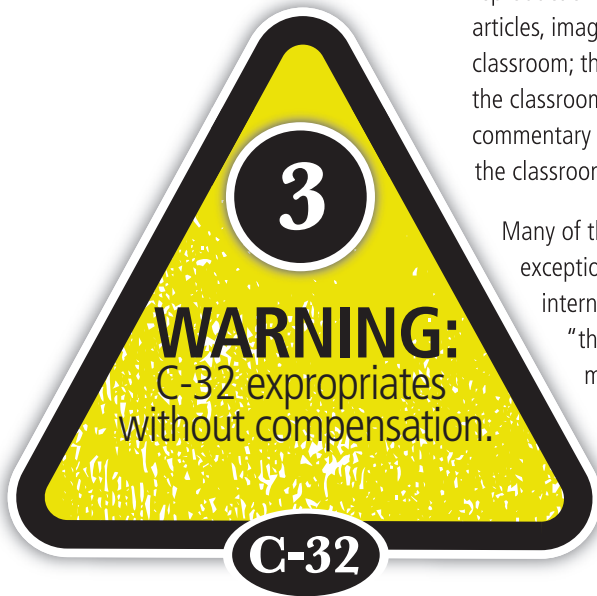 articles, imag
classroom; th
the classroom
commentary
the classroom
Many of th
exceptio
intern
"th
m
3
WARNING:
C-32 expropriates
without compensation.
C-32